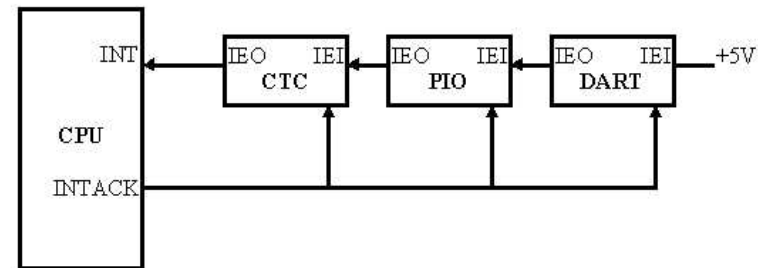 INT
IEO IEI
CTC
IEO IEI
PIO
IEO IEI
DART
+5V
CPU
INTACK